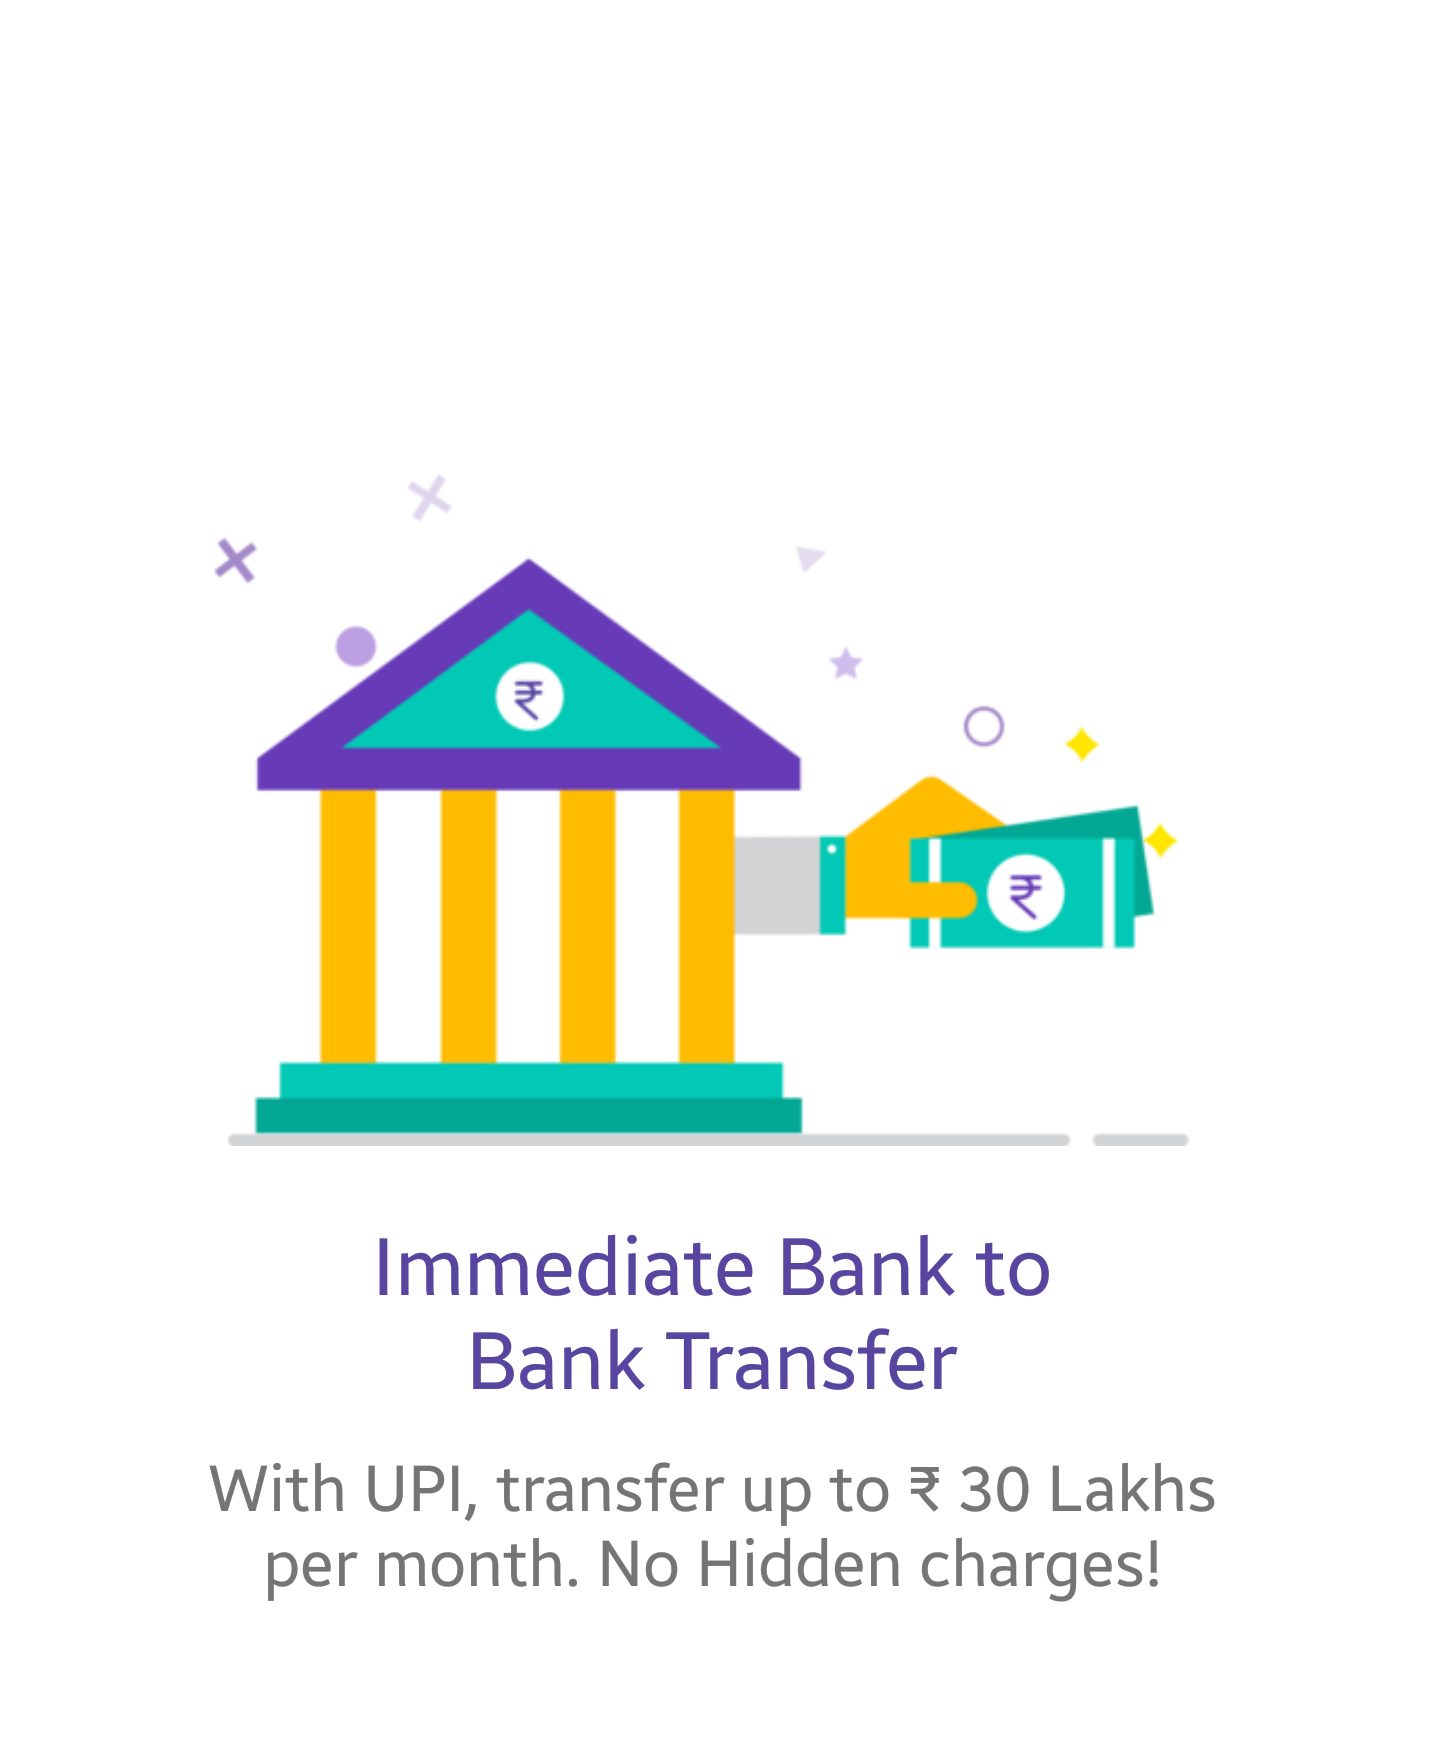 ₹
₹
Immediate Bank to
Bank Transfer
With UPI, transfer up to ₹ 30 Lakhs
per month. No Hidden charges!